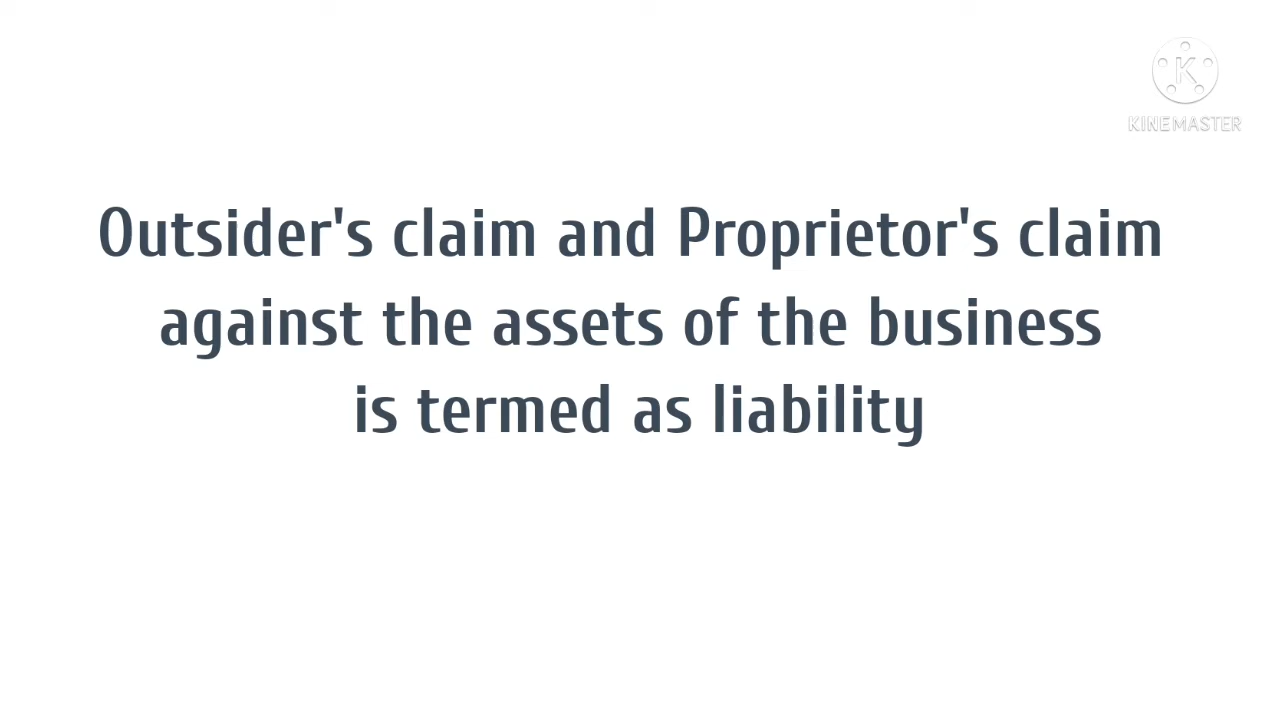 KINEMASTER
Outsider's claim and Proprietor's claim
against the assets of the business
is termed as liability